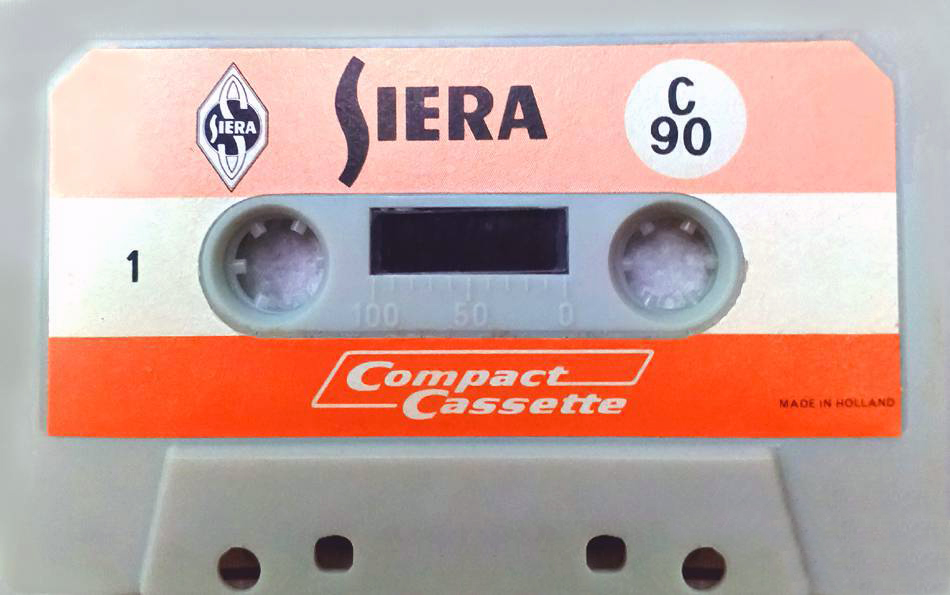 SIERA
SIERA
C
90
1
100 50 0
Compact
Cassette
MADE IN HOLLAND